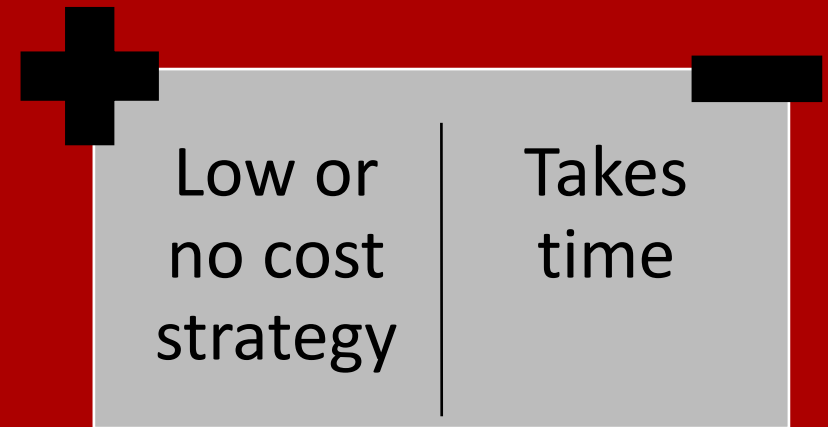 Low or
no cost
strategy
Takes
time